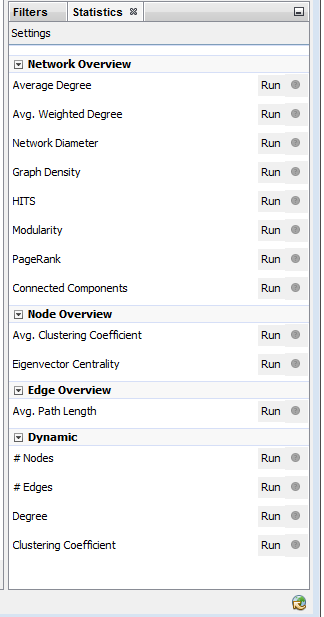 Filters Statistics
Settings
Network Overview
Average Degree Run
Avg. Weighted Degree Run
Network Diameter Run
Graph Density Run
HITS Run
Modularity Run
PageRank Run
Connected Components Run
Node Overview
Avg. Clustering Coefficient Run
Eigenvector Centrality Run
Edge Overview
Avg. Path Length Run
Dynamic
# Nodes Run
# Edges Run
Degree Run
Clustering Coefficient Run